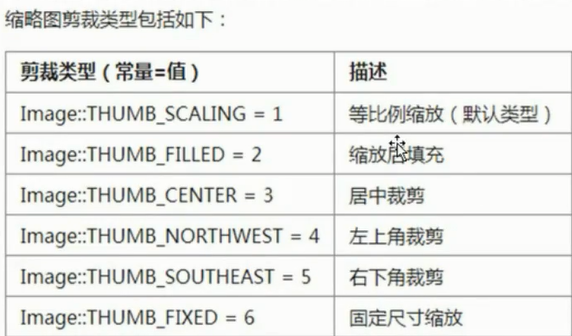 缩略图剪裁类型包括如下：
剪裁类型（常量=值） 描述
Image::THUMB_SCALING = 1 等比例缩放（默认类型）
Image::THUMB_FILLED = 2 缩放后填充
Image::THUMB_CENTER = 3 居中裁剪
Image::THUMB_NORTHWEST = 4 左上角裁剪
Image::THUMB_SOUTHEAST = 5 右下角裁剪
Image::THUMB_FIXED = 6 固定尺寸缩放